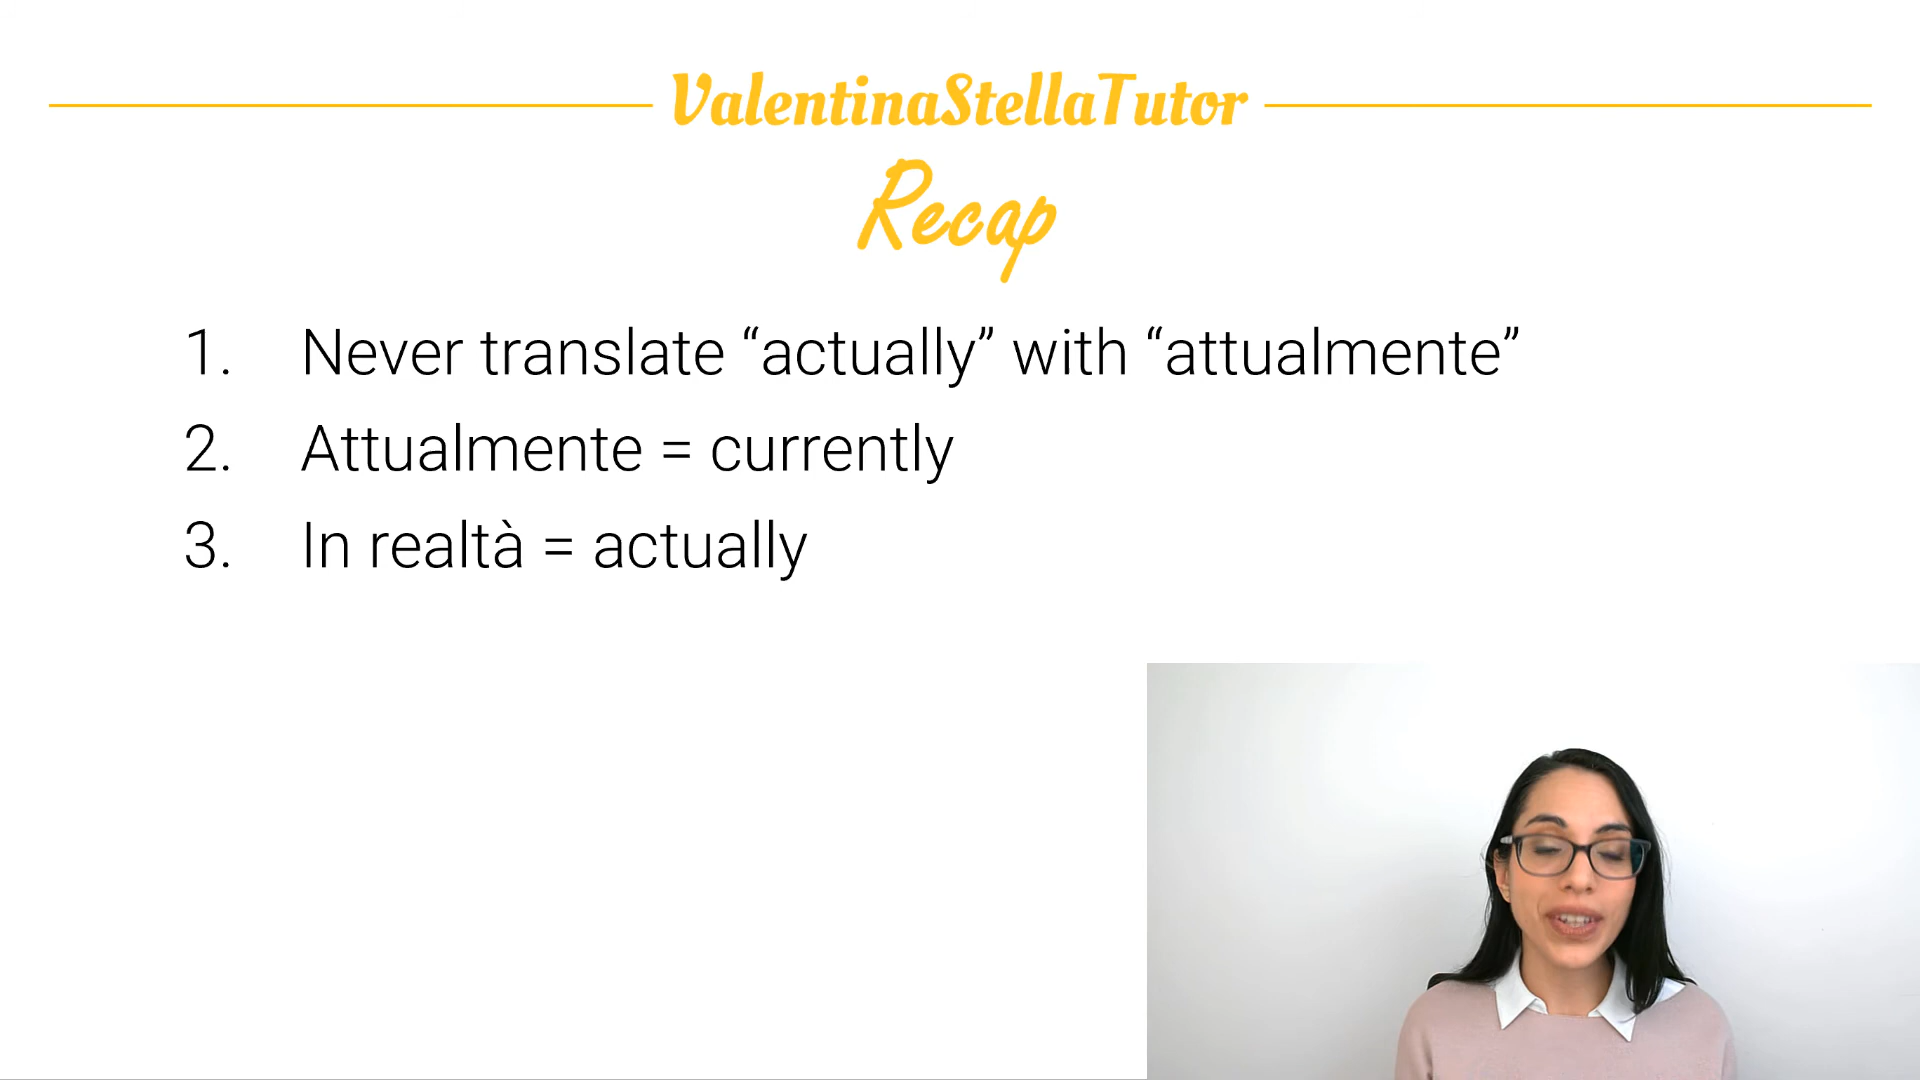 ValentinaStellaTutor
Recap
1. Never translate “actually” with “attualmente”
2. Attualmente = currently
3. In realtà = actually